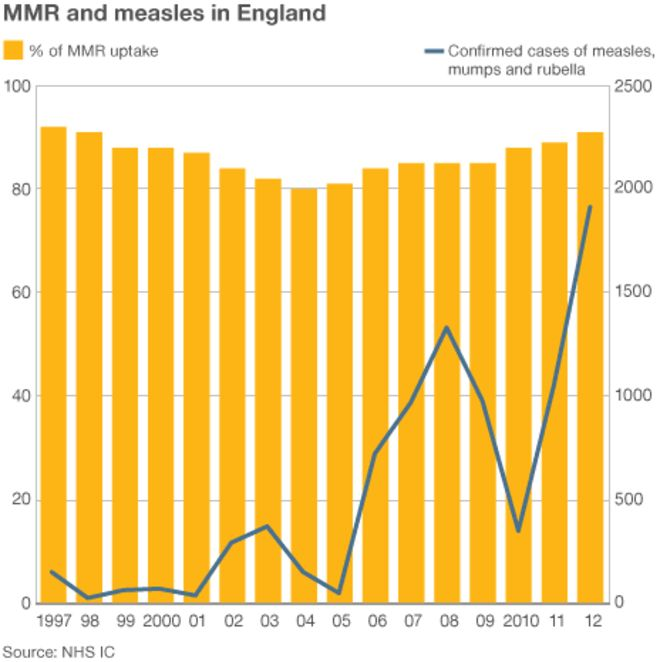 MMR and measles in England
% of MMR uptake
Confirmed cases of measles,
mumps and rubella
100 2500
80 2000
60 1500
40 1000
20 500
0 0
1997 98 99 2000 01 02 03 04 05 06 07 08 09 2010 11 12
Source: NHS IC